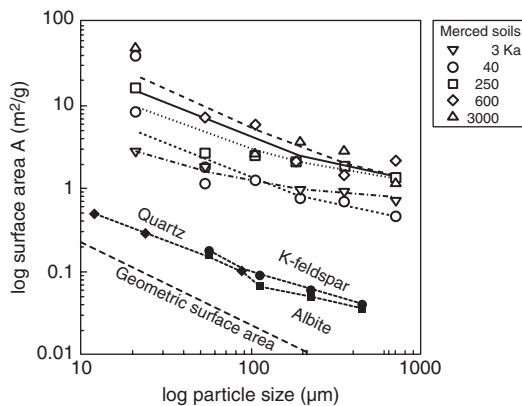 100
10
1
0.1
0.01
10
100
1000
log surface area A (m²/g)
log particle size (μm)
Quartz
K-feldspar
Albite
Geometric surface area
Merced soils
3 Ka
40
250
600
3000